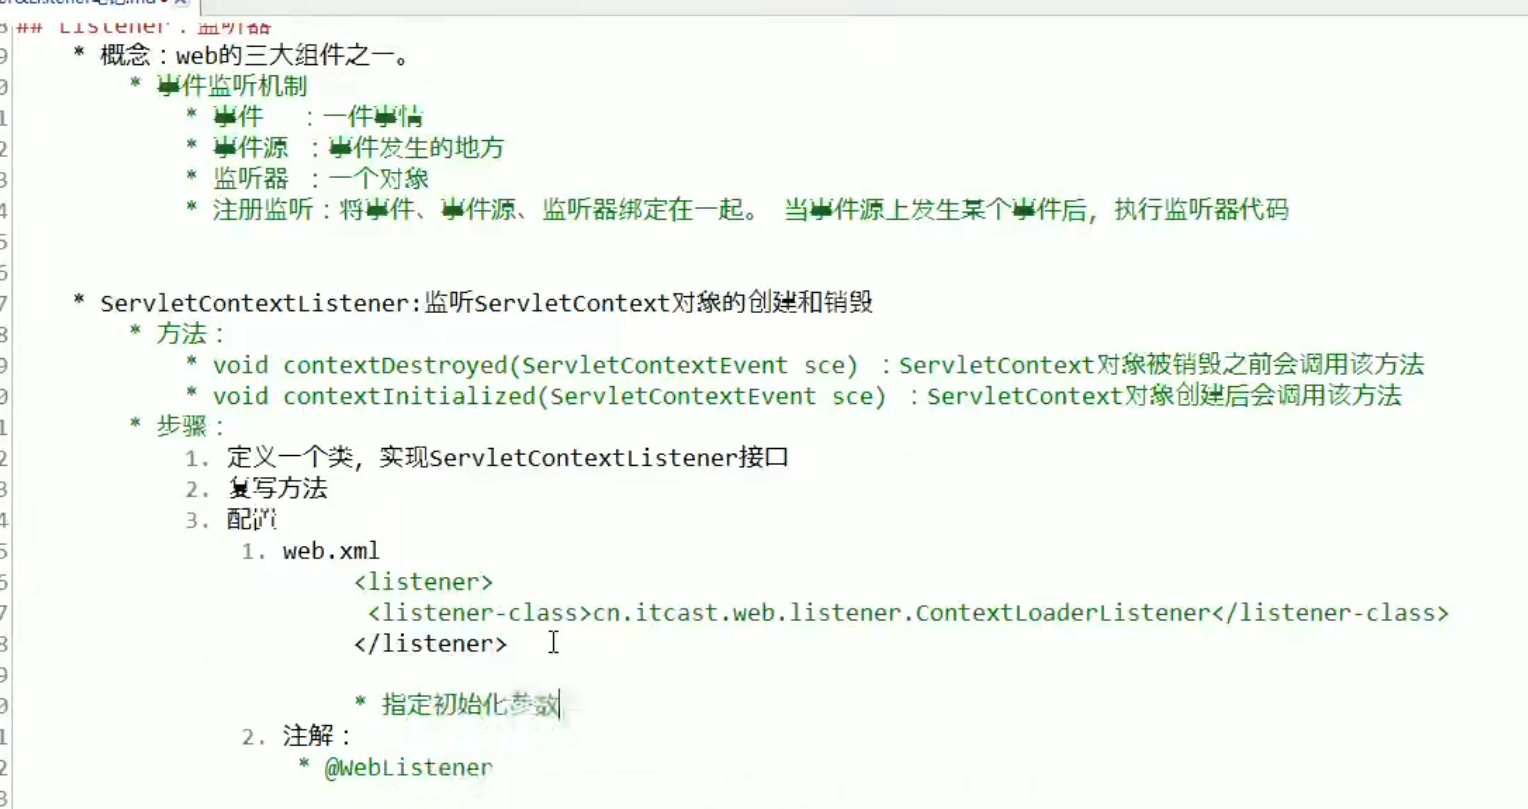 ## Listener：监听器
* 概念：web的三大组件之一。
* 事件监听机制
* 事件 ：一件事情
* 事件源 ：事件发生的地方
* 监听器 ：一个对象
* 注册监听：将事件、事件源、监听器绑定在一起。 当事件源上发生某个事件后，执行监听器代码
* ServletContextListener:监听ServletContext对象的创建和销毁
* 方法：
* void contextDestroyed(ServletContextEvent sce) ：ServletContext对象被销毁之前会调用该方法
* void contextInitialized(ServletContextEvent sce) ：ServletContext对象创建后会调用该方法
* 步骤：
1. 定义一个类，实现ServletContextListener接口
2. 复写方法
3. 配置
1. web.xml
<listener>
<listener-class>cn.itcast.web.listener.ContextLoaderListener</listener-class>
</listener>
* 指定初始化参数
2. 注解：
* @WebListener